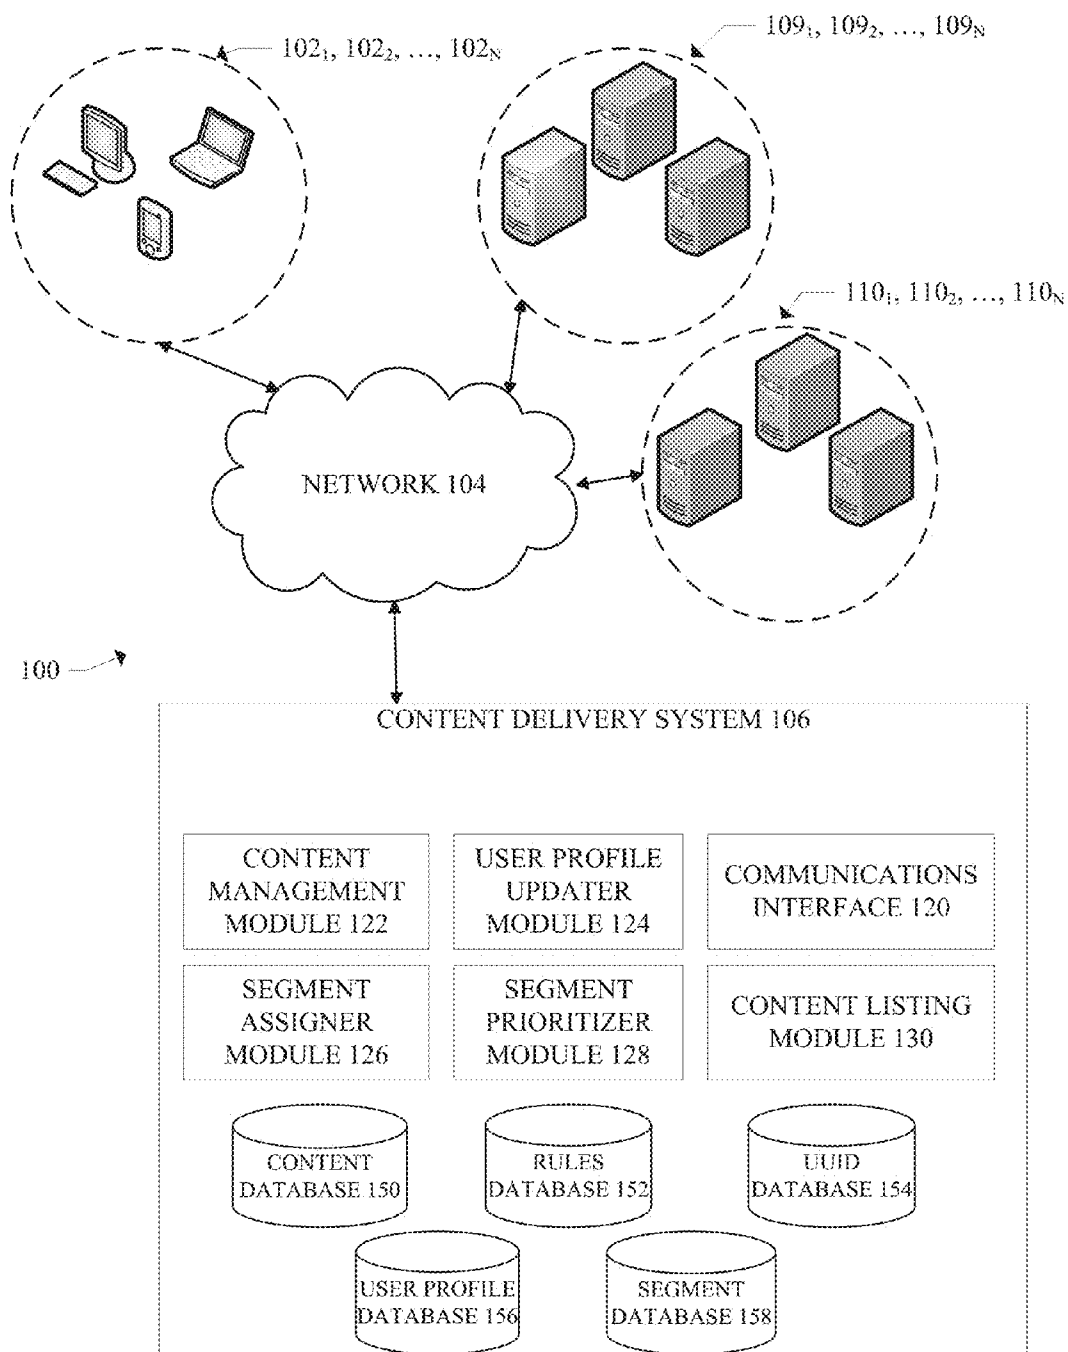 102₁, 102₂, …, 102ₙ
109₁, 109₂, …, 109ₙ
110₁, 110₂, …, 110ₙ
NETWORK 104
100
CONTENT DELIVERY SYSTEM 106
CONTENT
MANAGEMENT
MODULE 122
USER PROFILE
UPDATER
MODULE 124
COMMUNICATIONS
INTERFACE 120
SEGMENT
ASSIGNER
MODULE 126
SEGMENT
PRIORITIZER
MODULE 128
CONTENT LISTING
MODULE 130
CONTENT
DATABASE 150
RULES
DATABASE 152
UUID
DATABASE 154
USER PROFILE
DATABASE 156
SEGMENT
DATABASE 158